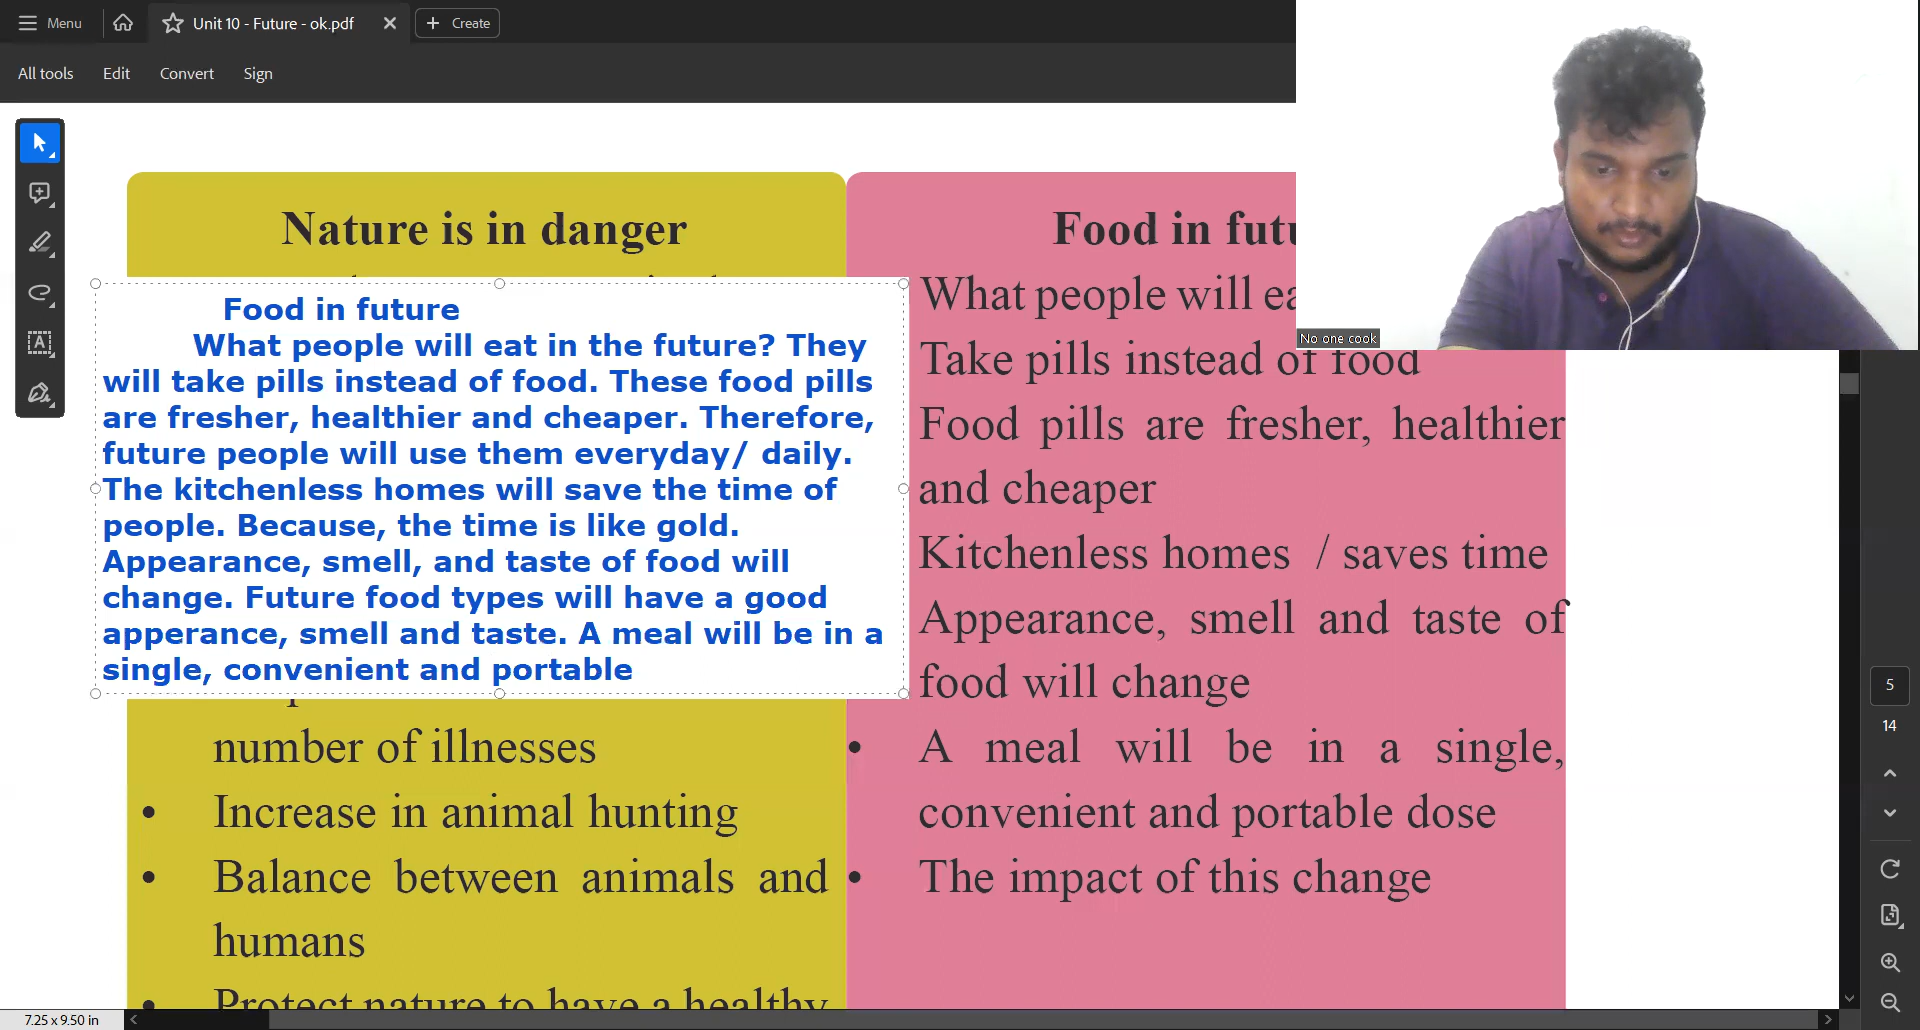 Menu
Unit 10 - Future - ok.pdf
Create
All tools
Edit
Convert
Sign
Nature is in danger
Food in future
What people will eat in the future? They
will take pills instead of food. These food pills
are fresher, healthier and cheaper. Therefore,
future people will use them everyday/ daily.
The kitchenless homes will save the time of
people. Because, the time is like gold.
Appearance, smell, and taste of food will
change. Future food types will have a good
apperance, smell and taste. A meal will be in a
single, convenient and portable
number of illnesses
• Increase in animal hunting
• Balance between animals and
humans
• Protect nature to have a healthy
Food in
What people will
Take pills instead of food
Food pills are fresher, healthier
and cheaper
Kitchenless homes / saves time
Appearance, smell and taste of
food will change
• A meal will be in a single,
convenient and portable dose
• The impact of this change
No one cook
5
14
7.25 x 9.50 in